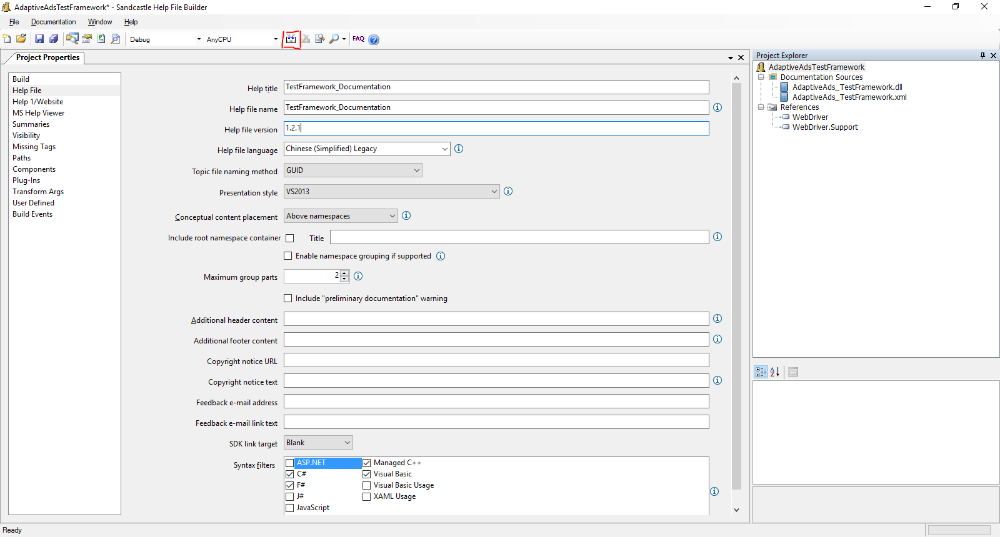 AdaptiveAdsTestFramework* - Sandcastle Help File Builder
File Documentation Window Help
Debug AnyCPU FAQ
Project Properties
Build
Help File
Help 1/Website
MS Help Viewer
Summaries
Visibility
Missing Tags
Paths
Components
Plug-Ins
Transform Args
User Defined
Build Events
Help title TestFramework_Documentation
Help file name TestFramework_Documentation
Help file version 1.2.1
Help file language Chinese (Simplified) Legacy
Topic file naming method GUID
Presentation style VS2013
Conceptual content placement Above namespaces
Include root namespace container Title
Enable namespace grouping if supported
Maximum group parts 2
Include "preliminary documentation" warning
Additional header content
Additional footer content
Copyright notice URL
Copyright notice text
Feedback e-mail address
Feedback e-mail link text
SDK link target Blank
Syntax filters ASP.NET Managed C++
C# Visual Basic
F# Visual Basic Usage
J# XAML Usage
JavaScript
Project Explorer
AdaptiveAdsTestFramework
Documentation Sources
AdaptiveAds_TestFramework.dll
AdaptiveAds_TestFramework.xml
References
WebDriver
WebDriver.Support
Ready